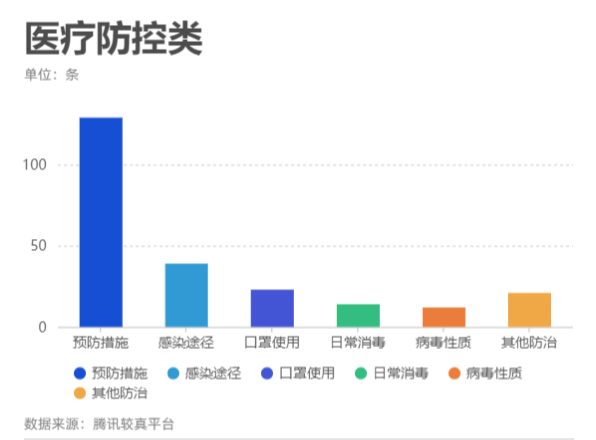 医疗防控类
单位：条
100
50
0
预防措施 感染途径 口罩使用 日常消毒 病毒性质 其他防治
预防措施 感染途径 口罩使用 日常消毒 病毒性质
其他防治
数据来源：腾讯较真平台